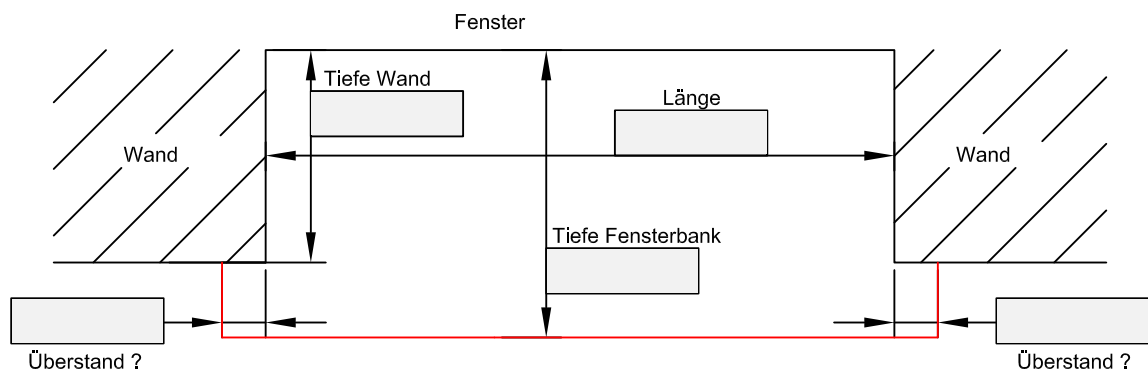 Fenster
Tiefe Wand
Länge
Wand
Wand
Tiefe Fensterbank
Überstand ?
Überstand ?